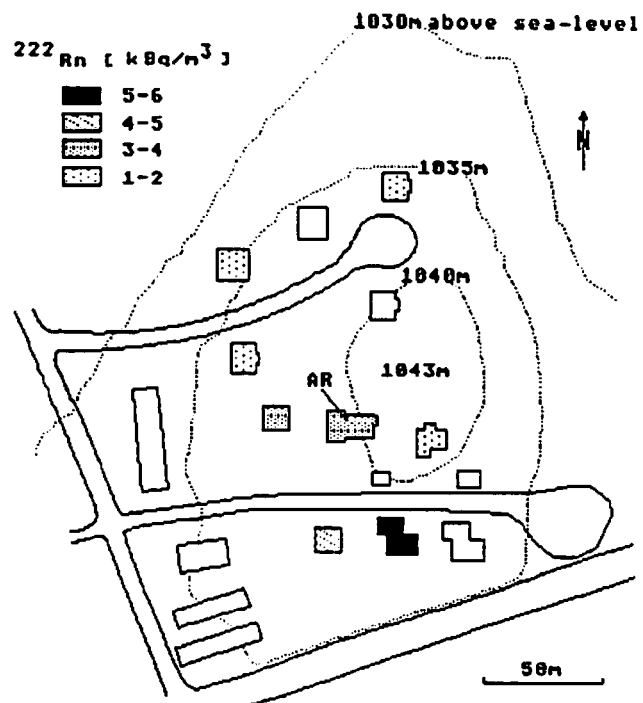 1030m above sea-level
222Rn [ kBq/m3]
5-6
4-5
3-4
1-2
N
1035m
1040m
1043m
AR
50m